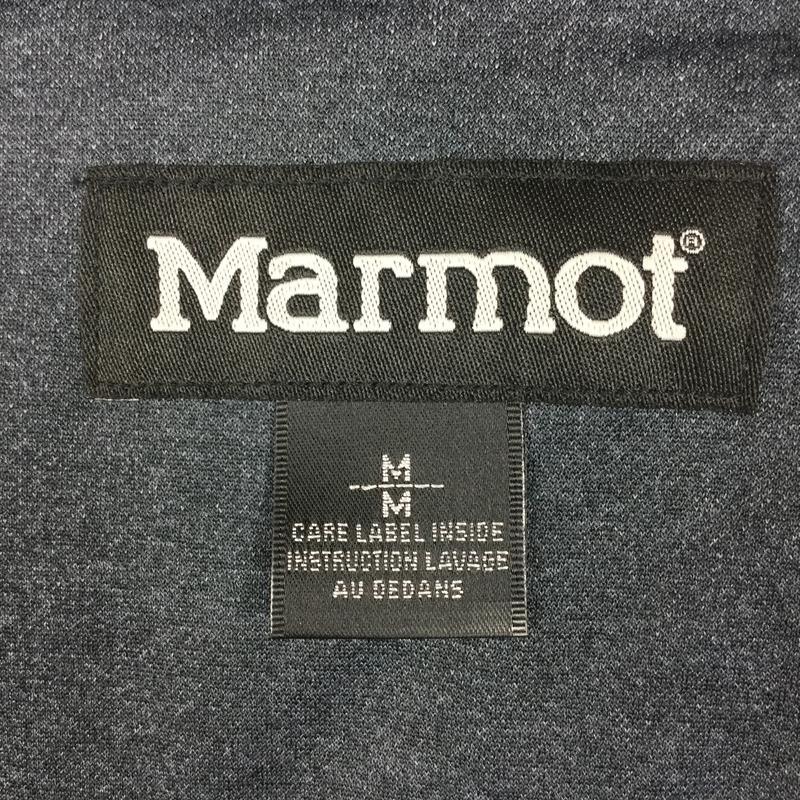 Marmot®
M
M
CARE LABEL INSIDE
INSTRUCTION LAVAGE
AU DEDANS